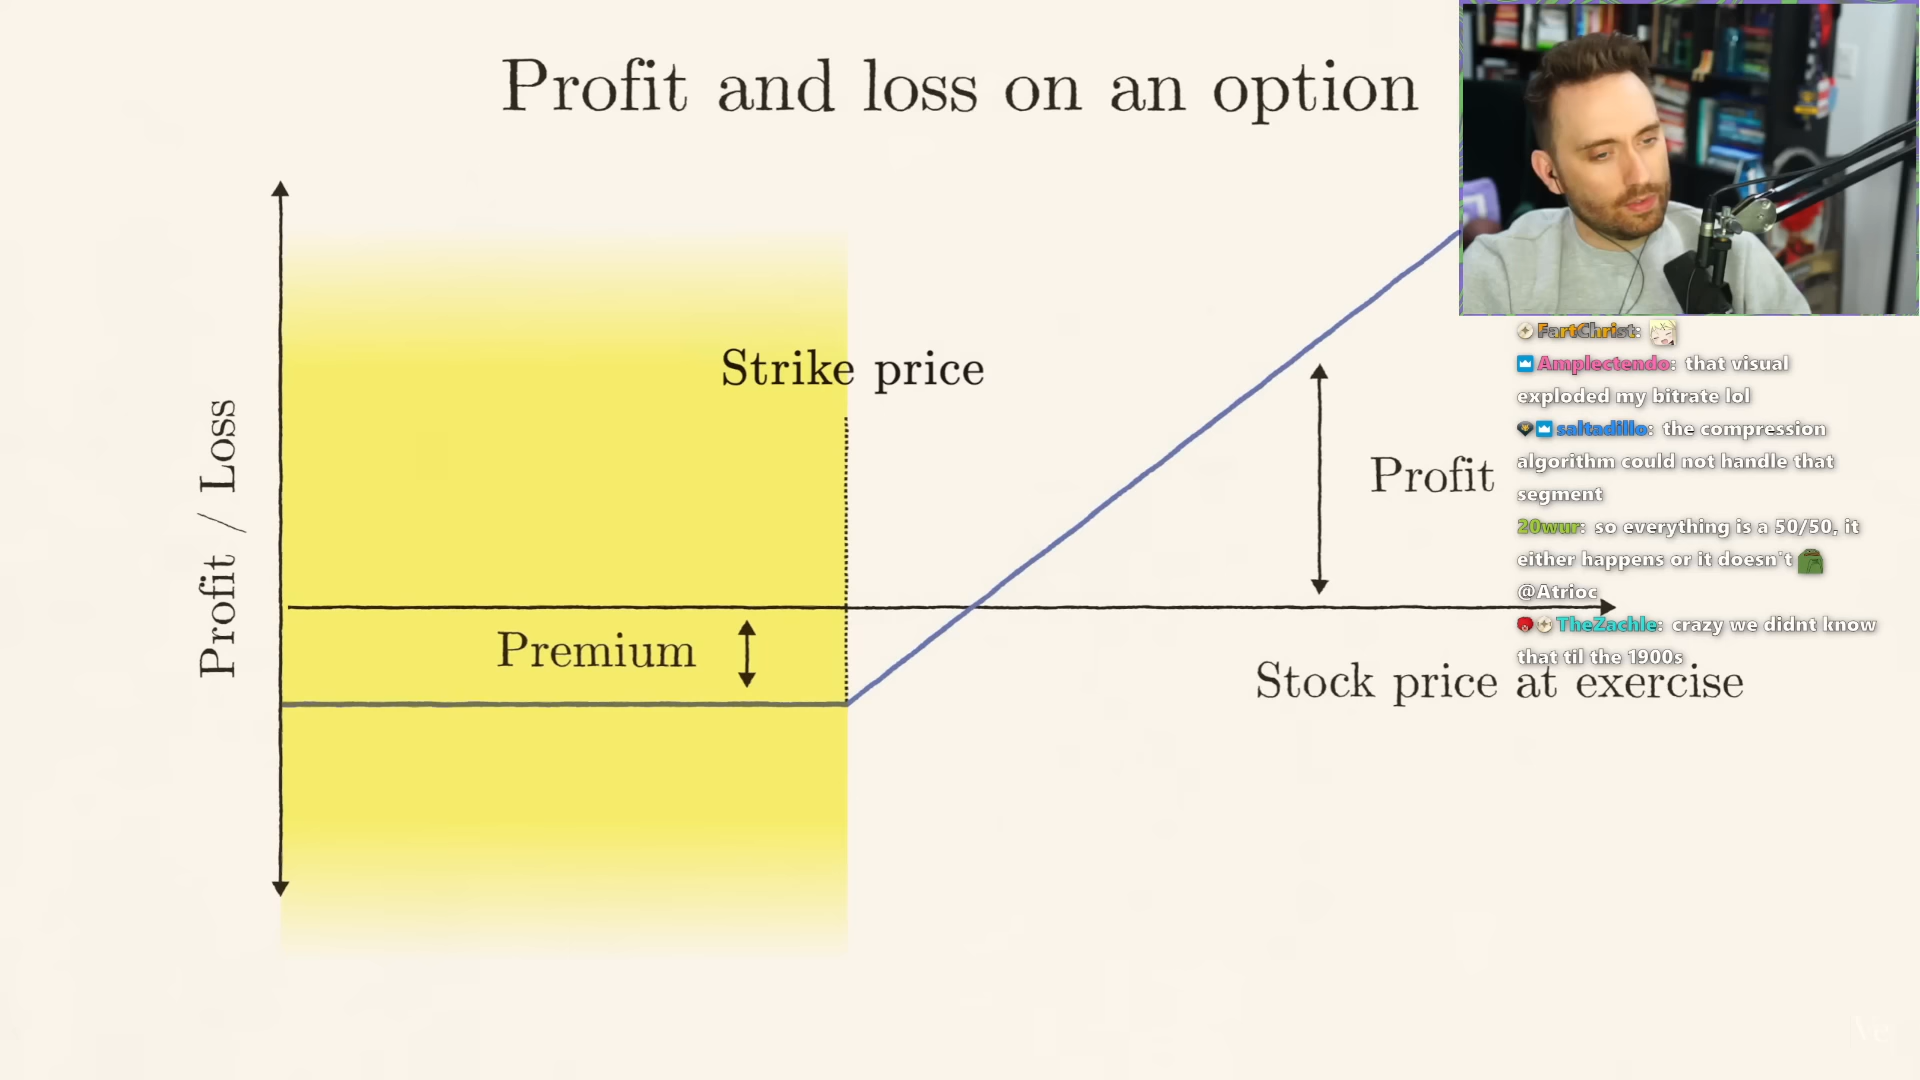 Profit and loss on an option
Profit / Loss
Strike price
Premium
Profit
Stock price at exercise
FartChrist:
Amplectendo: that visual
exploded my bitrate lol
saltadillo: the compression
algorithm could not handle that
segment
20wur: so everything is a 50/50, it
either happens or it doesn't
@Atrioc
TheZachle: crazy we didnt know
that til the 1900s